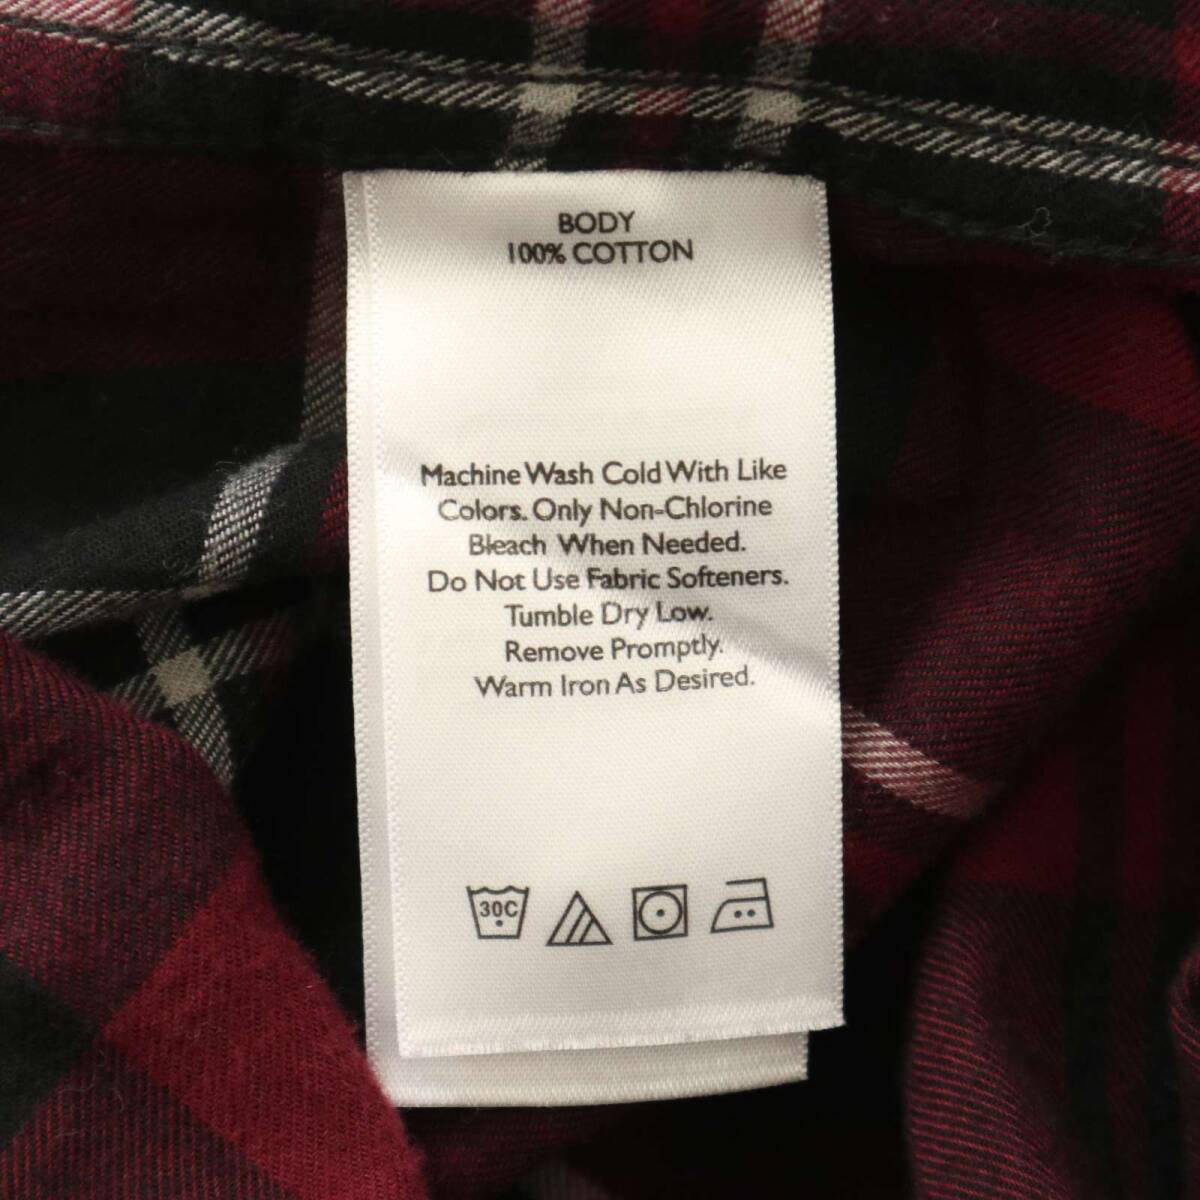 BODY
100% COTTON
Machine Wash Cold With Like
Colors. Only Non-Chlorine
Bleach When Needed.
Do Not Use Fabric Softeners.
Tumble Dry Low.
Remove Promptly.
Warm Iron As Desired.
30C